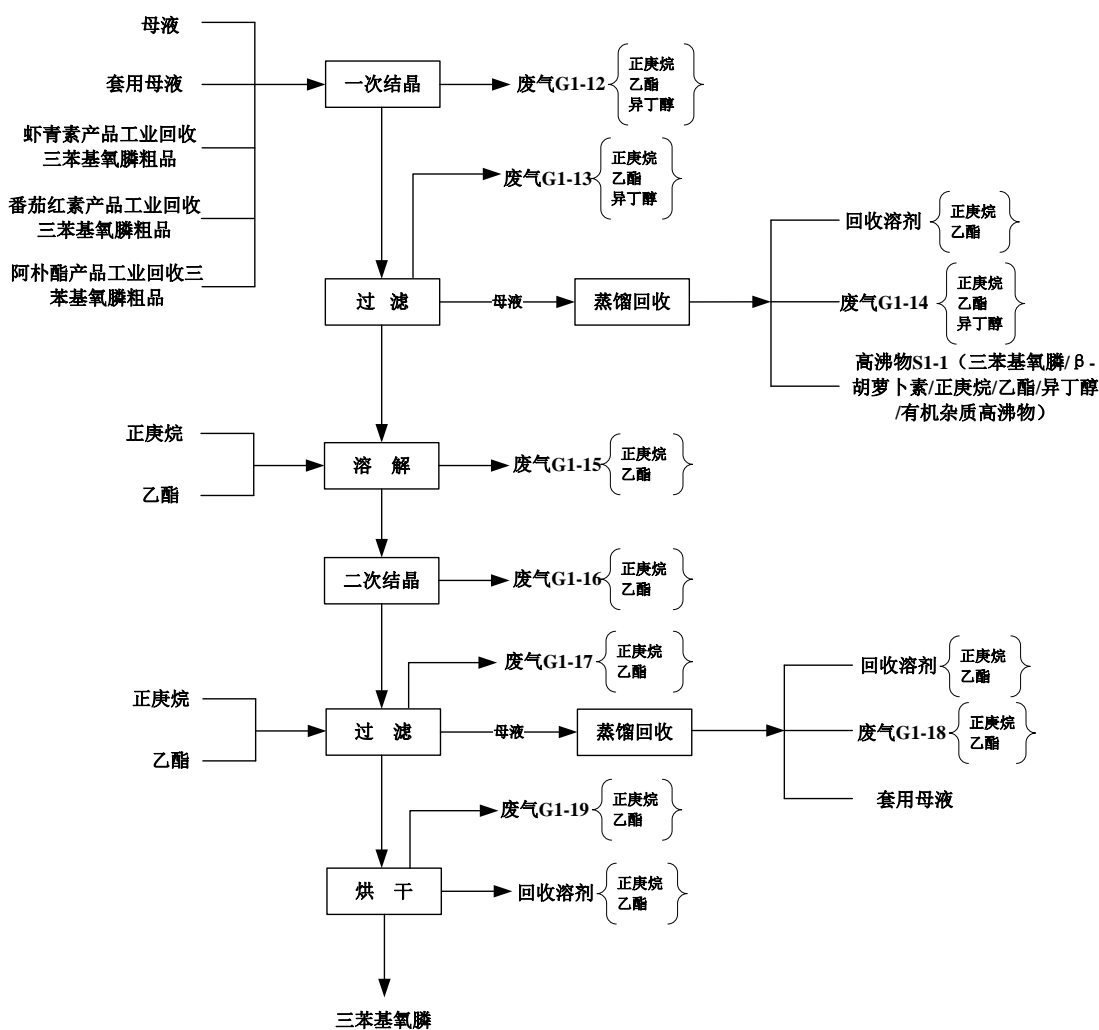 母液
套用母液
虾青素产品工业回收
三苯基氧膦粗品
番茄红素产品工业回收
三苯基氧膦粗品
阿朴酯产品工业回收三
苯基氧膦粗品
一次结晶
废气G1-12
正庚烷
乙酯
异丁醇
废气G1-13
正庚烷
乙酯
异丁醇
过 滤
母液
蒸馏回收
回收溶剂
正庚烷
乙酯
废气G1-14
正庚烷
乙酯
异丁醇
高沸物S1-1（三苯基氧膦/β-
胡萝卜素/正庚烷/乙酯/异丁醇
/有机杂质高沸物）
正庚烷
乙酯
溶 解
废气G1-15
正庚烷
乙酯
二次结晶
废气G1-16
正庚烷
乙酯
废气G1-17
正庚烷
乙酯
正庚烷
乙酯
过 滤
母液
蒸馏回收
回收溶剂
正庚烷
乙酯
废气G1-18
正庚烷
乙酯
套用母液
废气G1-19
正庚烷
乙酯
烘 干
回收溶剂
正庚烷
乙酯
三苯基氧膦